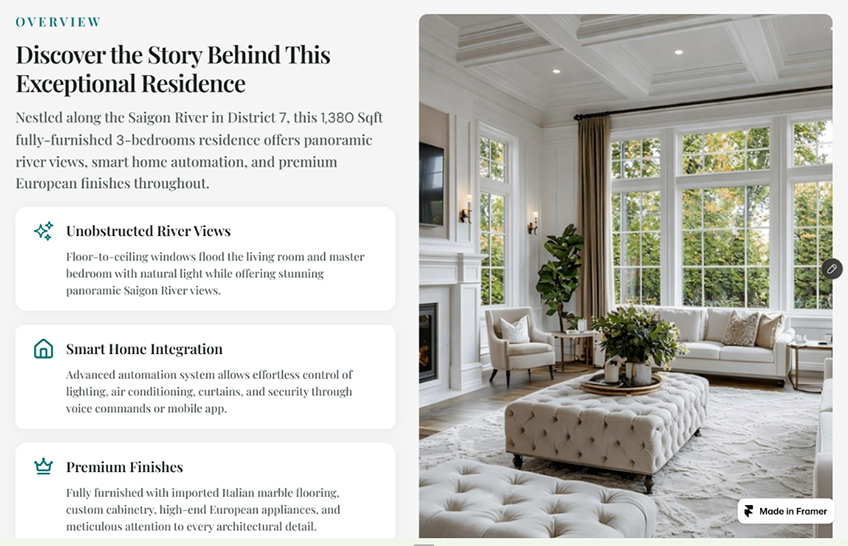 OVERVIEW
Discover the Story Behind This
Exceptional Residence
Nestled along the Saigon River in District 7, this 1,380 Sqft
fully-furnished 3-bedrooms residence offers panoramic
river views, smart home automation, and premium
European finishes throughout.
Unobstructed River Views
Floor-to-ceiling windows flood the living room and master
bedroom with natural light while offering stunning
panoramic Saigon River views.
Smart Home Integration
Advanced automation system allows effortless control of
lighting, air conditioning, curtains, and security through
voice commands or mobile app.
Premium Finishes
Fully furnished with imported Italian marble flooring,
custom cabinetry, high-end European appliances, and
meticulous attention to every architectural detail.
Made in Framer